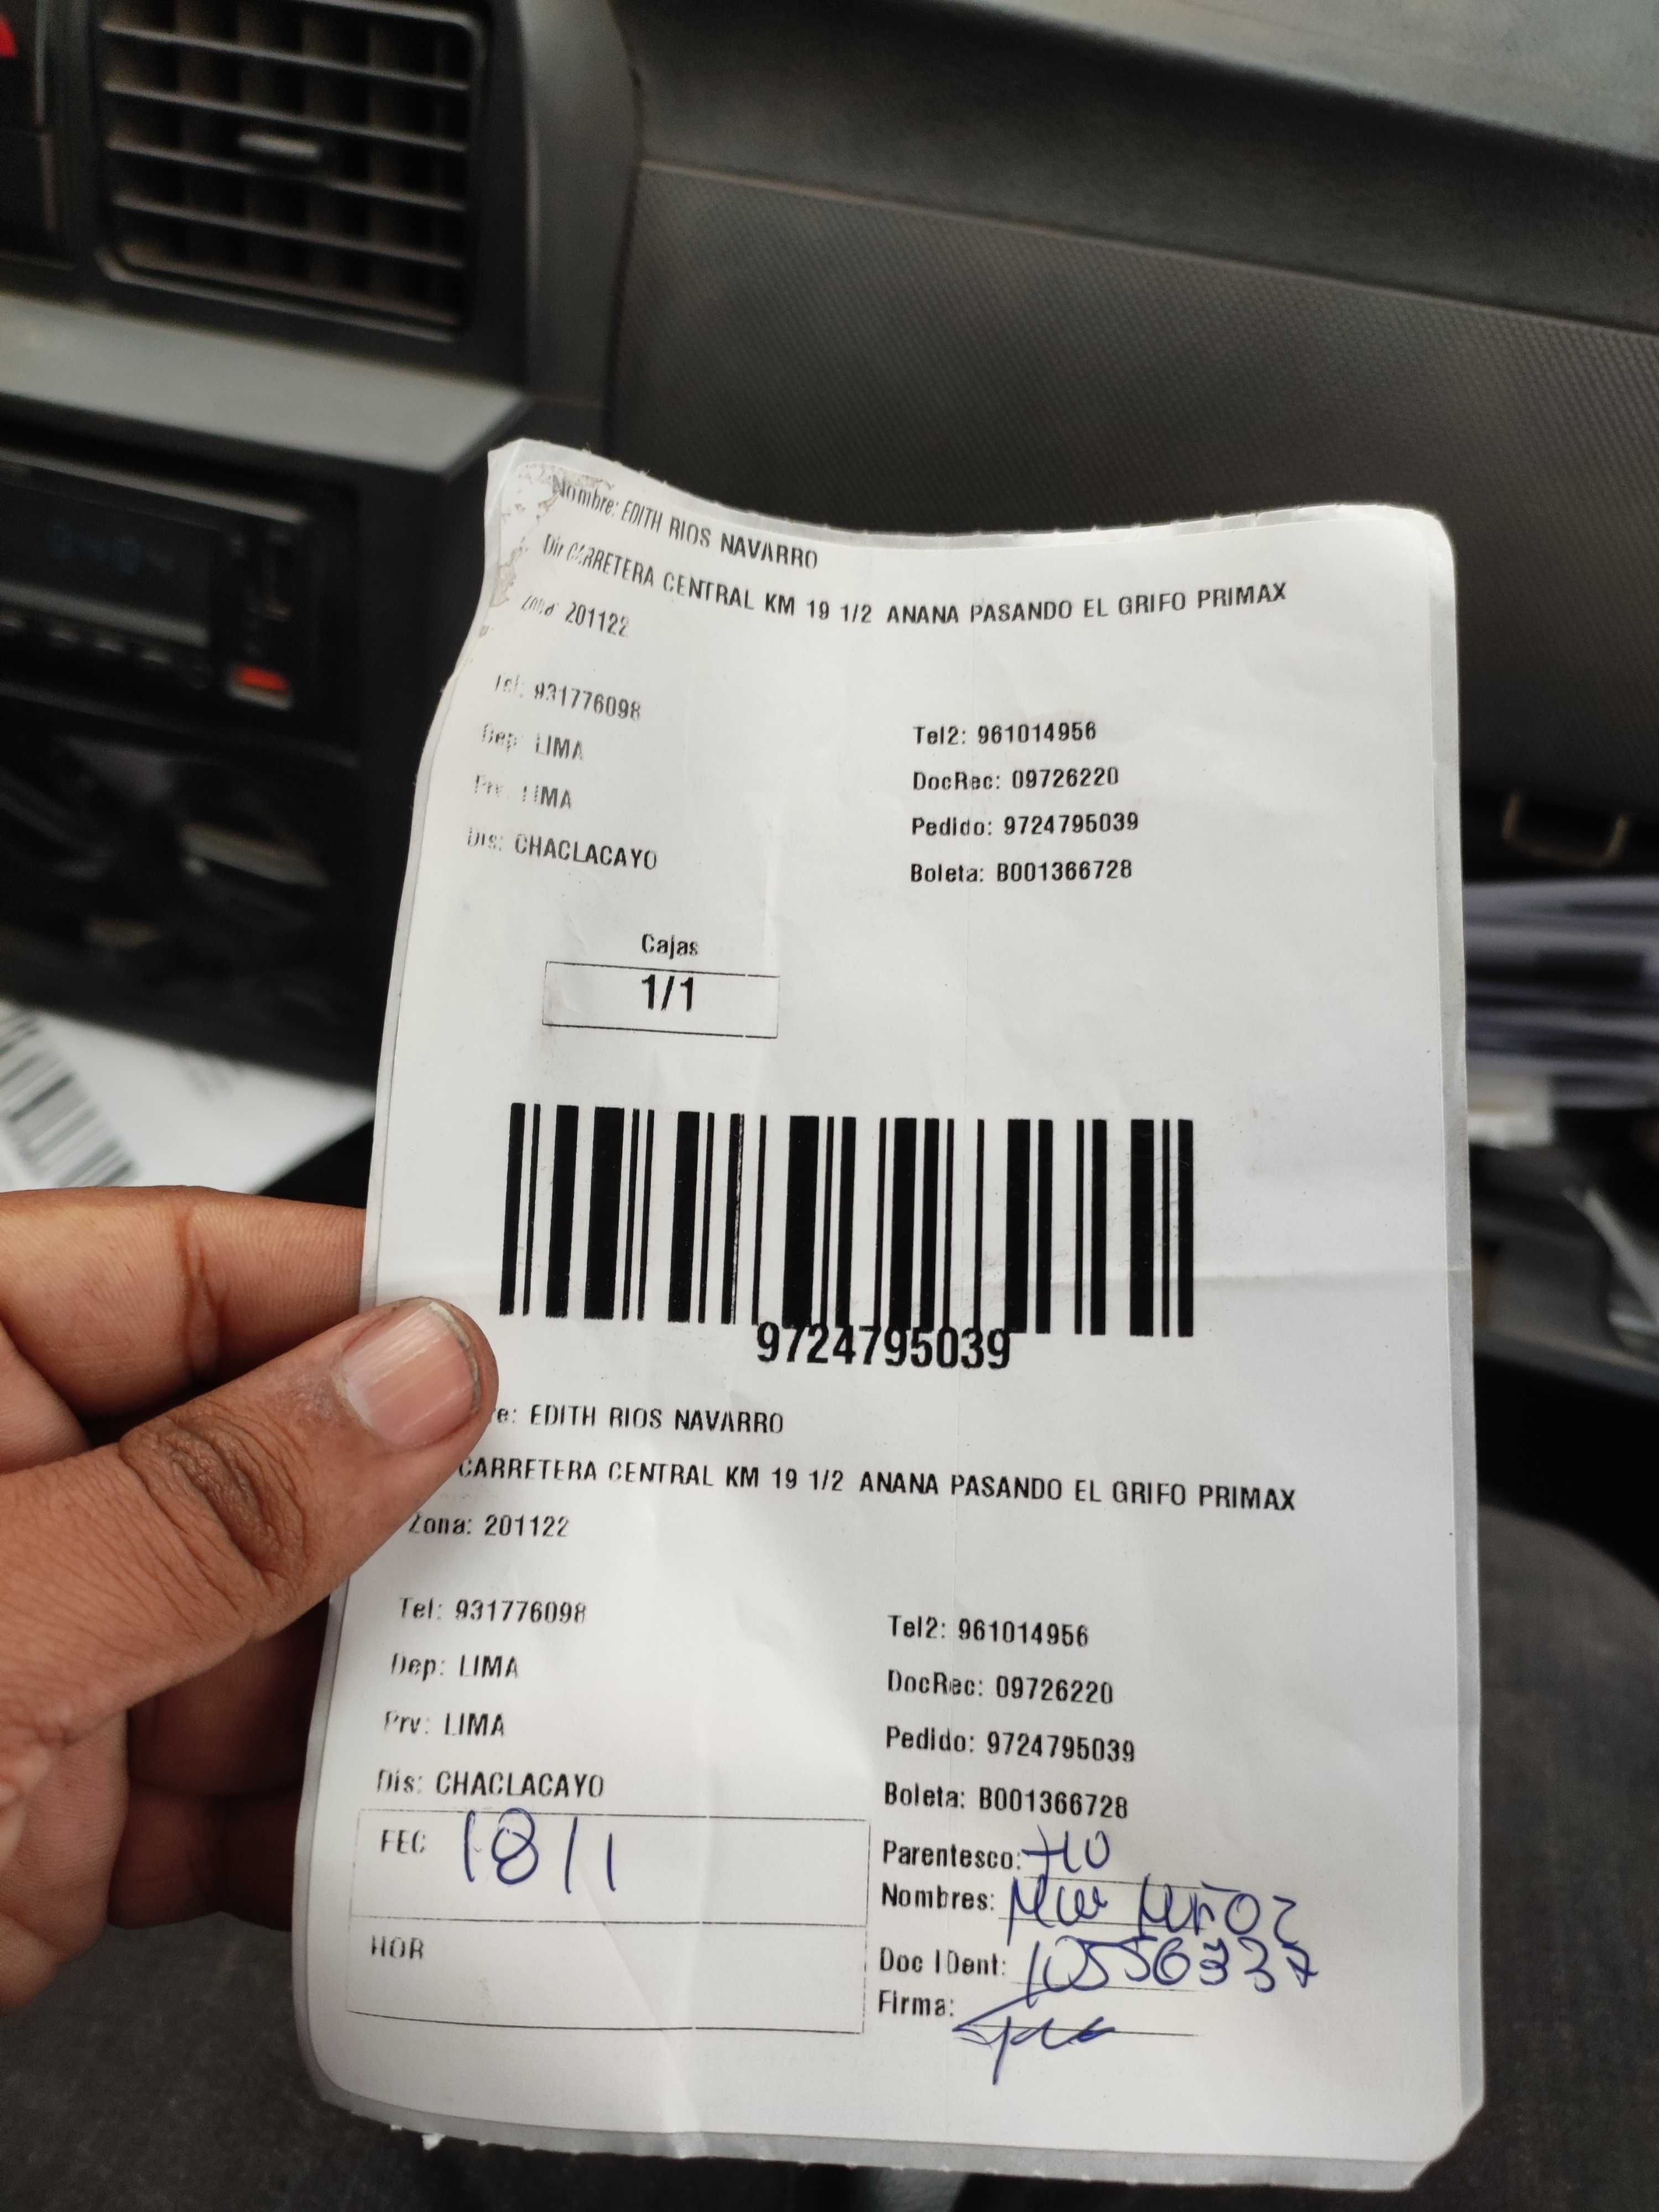 Nombre: EDITH RIOS NAVARRO
Dir CARRETERA CENTRAL KM 19 1/2 ANANA PASANDO EL GRIFO PRIMAX
Zona: 201122
Tel: 931776098
Tel2: 961014956
Dep: LIMA
DocRec: 09726220
Prv: LIMA
Pedido: 9724795039
Dis: CHACLACAYO
Boleta: B001366728
Cajas
1/1
9724795039
re: EDITH RIOS NAVARRO
CARRETERA CENTRAL KM 19 1/2 ANANA PASANDO EL GRIFO PRIMAX
Zona: 201122
Tel: 931776098
Tel2: 961014956
Dep: LIMA
DocRec: 09726220
Prv: LIMA
Pedido: 9724795039
Dis: CHACLACAYO
Boleta: B001366728
FEC 18/1
Parentesco:
Nombres: Muñoz
HOR
Doc IDent: 10556337
Firma: